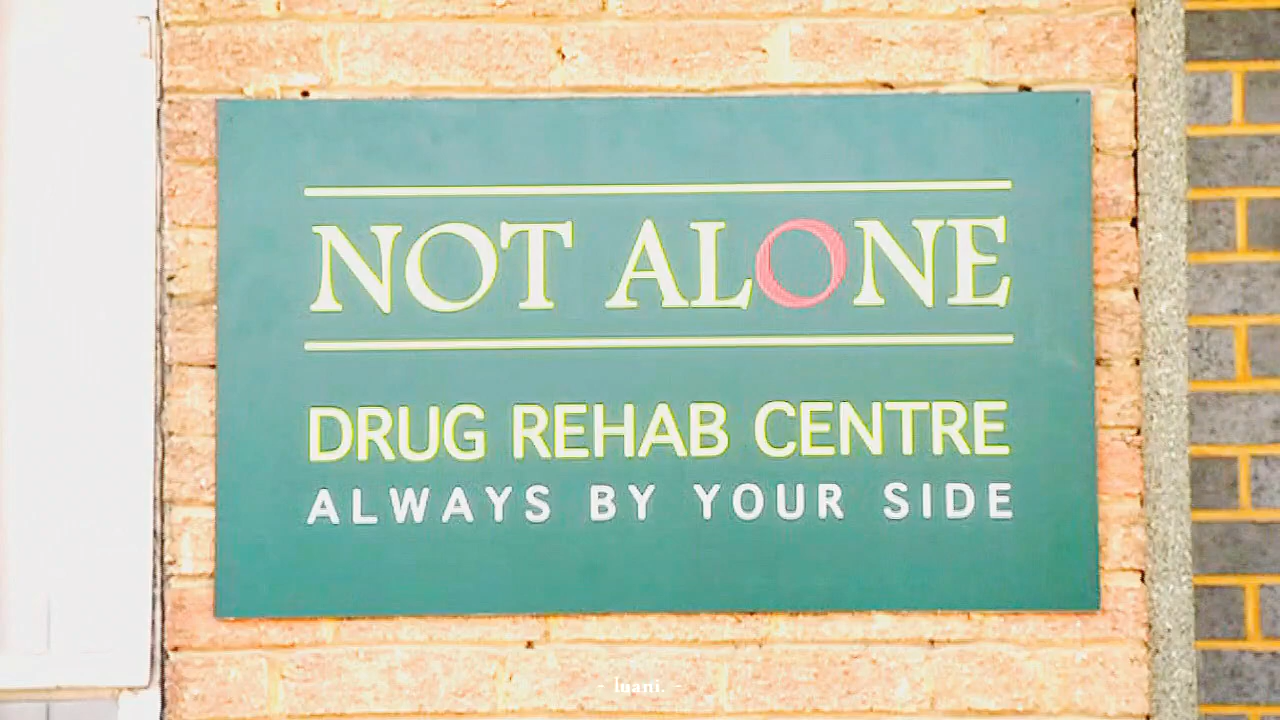 NOT ALONE
DRUG REHAB CENTRE
ALWAYS BY YOUR SIDE
- luani. -